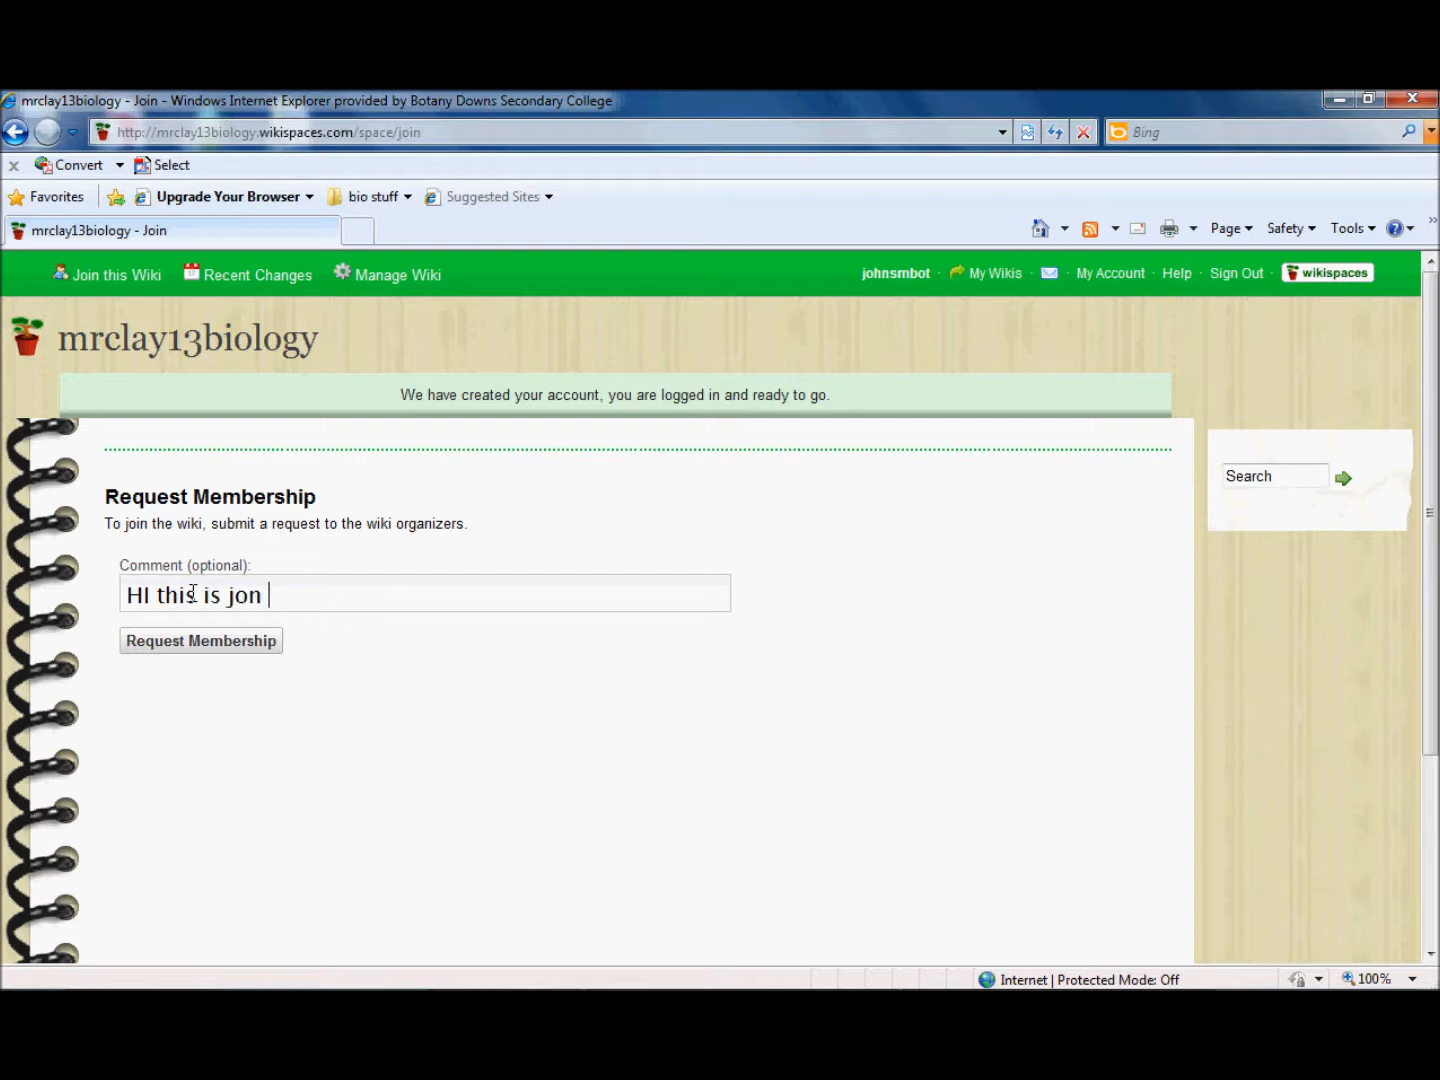 mrclay13biology - Join - Windows Internet Explorer provided by Botany Downs Secondary College
http://mrclay13biology.wikispaces.com/space/join
Bing
x Convert Select
Favorites Upgrade Your Browser bio stuff Suggested Sites
mrclay13biology - Join
Page Safety Tools
Join this Wiki Recent Changes Manage Wiki
johnsmbot · My Wikis · · My Account · Help · Sign Out · wikispaces
mrclay13biology
We have created your account, you are logged in and ready to go.
Request Membership
To join the wiki, submit a request to the wiki organizers.
Search
Comment (optional):
HI this is jon
Request Membership
Internet | Protected Mode: Off
100%